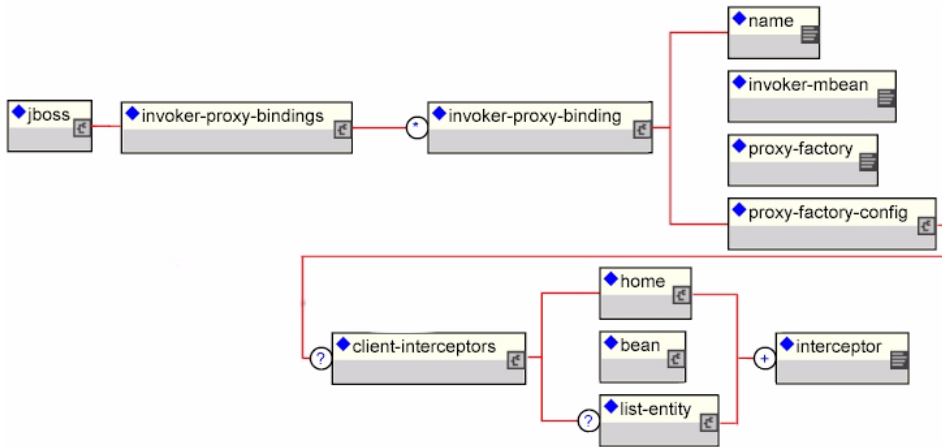 name
invoker-mbean
jboss
invoker-proxy-bindings
*
invoker-proxy-binding
proxy-factory
proxy-factory-config
home
?
client-interceptors
bean
+
interceptor
?
list-entity